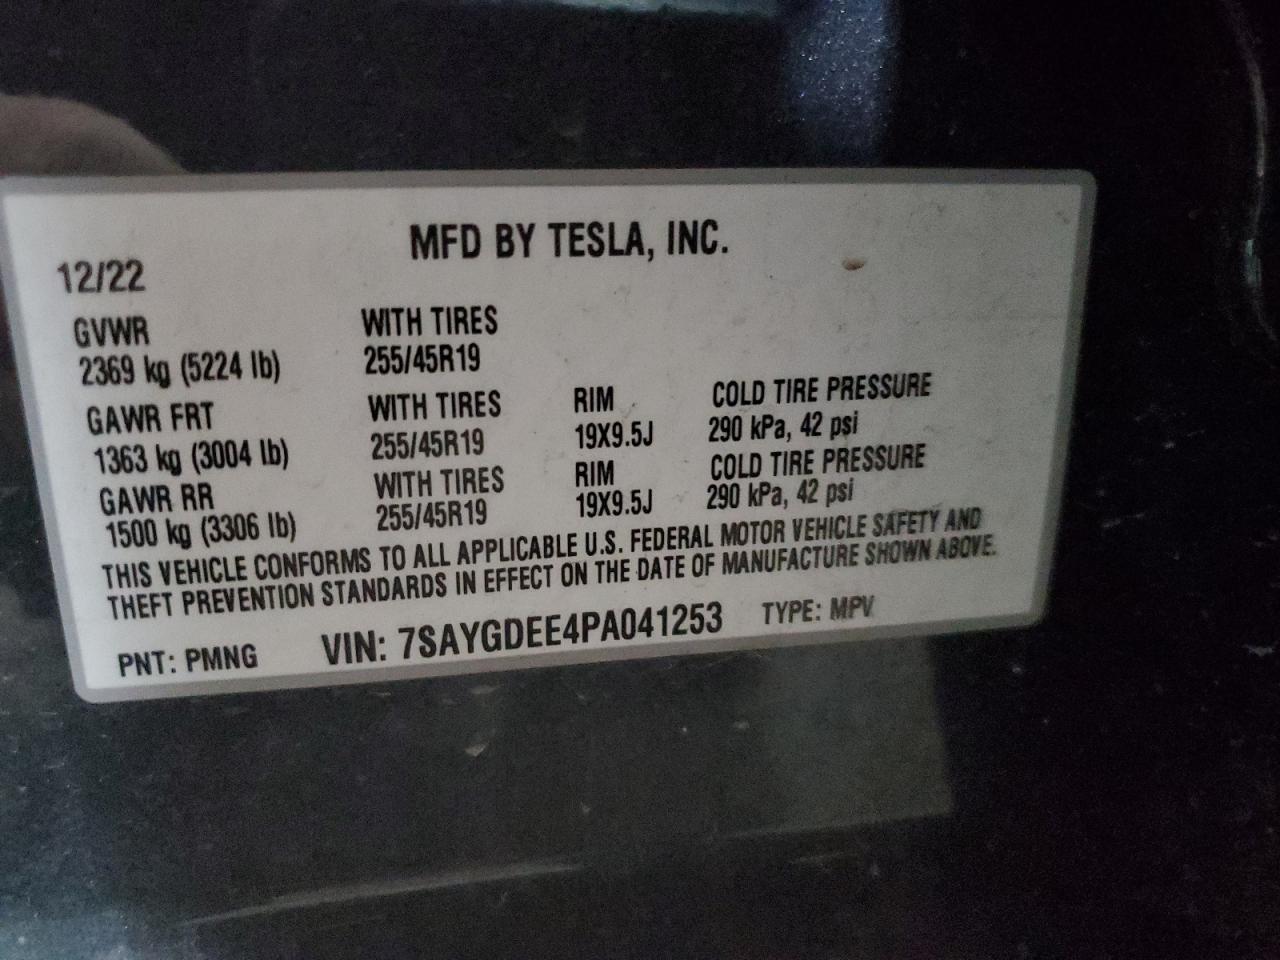 MFD BY TESLA, INC.
12/22
GVWR WITH TIRES
2369 kg (5224 lb) 255/45R19
GAWR FRT WITH TIRES RIM COLD TIRE PRESSURE
1363 kg (3004 lb) 255/45R19 19X9.5J 290 kPa, 42 psi
GAWR RR WITH TIRES RIM COLD TIRE PRESSURE
1500 kg (3306 lb) 255/45R19 19X9.5J 290 kPa, 42 psi
THIS VEHICLE CONFORMS TO ALL APPLICABLE U.S. FEDERAL MOTOR VEHICLE SAFETY AND
THEFT PREVENTION STANDARDS IN EFFECT ON THE DATE OF MANUFACTURE SHOWN ABOVE.
PNT: PMNG VIN: 7SAYGDEE4PA041253 TYPE: MPV